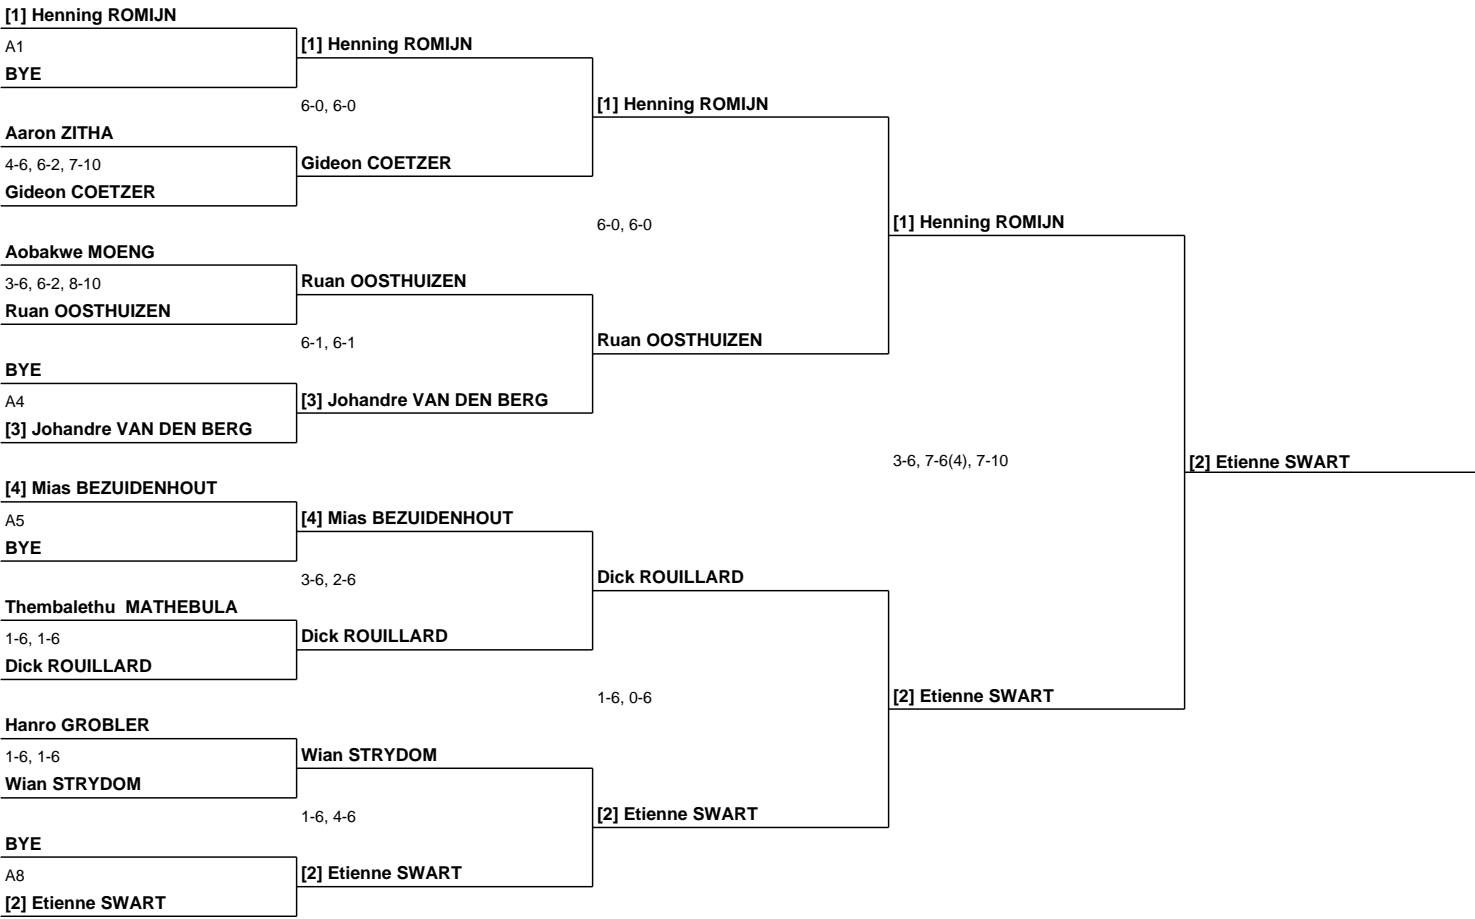 [1] Henning ROMIJN
A1
BYE
[1] Henning ROMIJN
6-0, 6-0
Aaron ZITHA
4-6, 6-2, 7-10
Gideon COETZER
Gideon COETZER
[1] Henning ROMIJN
6-0, 6-0
Aobakwe MOENG
3-6, 6-2, 8-10
Ruan OOSTHUIZEN
Ruan OOSTHUIZEN
6-1, 6-1
BYE
A4
[3] Johandre VAN DEN BERG
[3] Johandre VAN DEN BERG
Ruan OOSTHUIZEN
[1] Henning ROMIJN
3-6, 7-6(4), 7-10
[4] Mias BEZUIDENHOUT
A5
BYE
[4] Mias BEZUIDENHOUT
3-6, 2-6
Thembalethu  MATHEBULA
1-6, 1-6
Dick ROUILLARD
Dick ROUILLARD
Dick ROUILLARD
1-6, 0-6
Hanro GROBLER
1-6, 1-6
Wian STRYDOM
Wian STRYDOM
1-6, 4-6
BYE
A8
[2] Etienne SWART
[2] Etienne SWART
[2] Etienne SWART
[2] Etienne SWART
[2] Etienne SWART